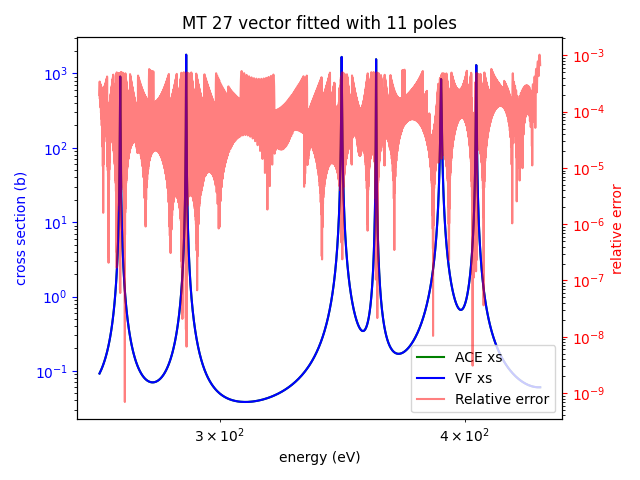 MT 27 vector fitted with 11 poles
cross section (b)
10³
10²
10¹
10⁰
10⁻¹
10⁻³
10⁻⁴
10⁻⁵
10⁻⁶
10⁻⁷
10⁻⁸
10⁻⁹
relative error
ACE xs
VF xs
Relative error
3 × 10² 4 × 10²
energy (eV)